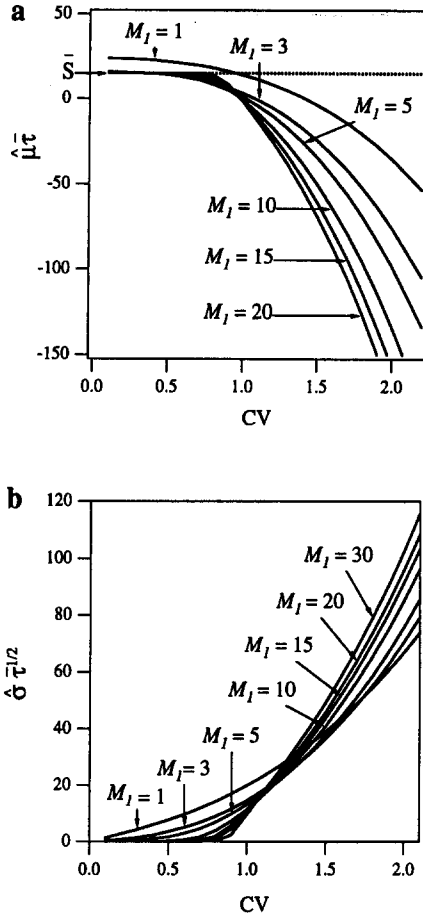 a
50
M₁ = 1
M₁ = 3
S̄
0
M₁ = 5
μ̂τ̄
-50
M₁ = 10
-100
M₁ = 15
M₁ = 20
-150
0.0 0.5 1.0 1.5 2.0
CV
b
120
100
M₁ = 30
80
M₁ = 20
σ̂ τ̄¹/²
60
M₁ = 15
M₁ = 10
40
M₁ = 5
M₁ = 3
20
M₁ = 1
0
0.0 0.5 1.0 1.5 2.0
CV